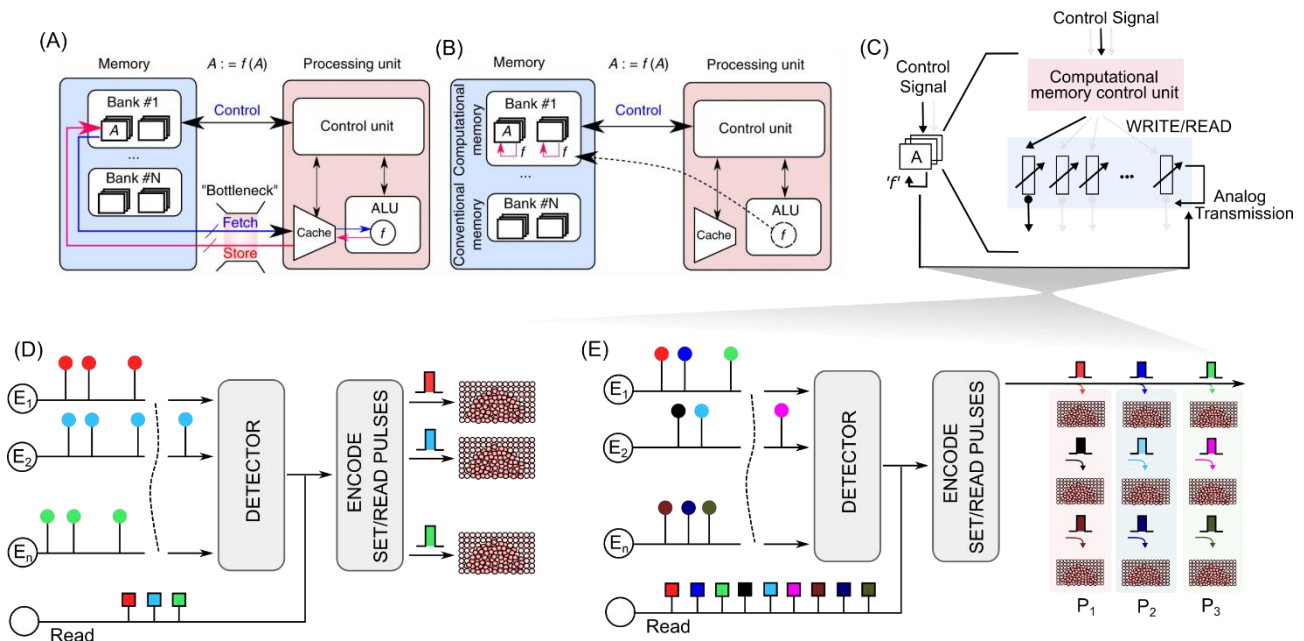 (A)
A := f (A)
Memory
Processing unit
Bank #1
A
...
Bank #N
Control
"Bottleneck"
Fetch
Store
Control unit
Cache
ALU
f
(B)
A := f (A)
Memory
Processing unit
Computational memory
Conventional memory
Bank #1
A
f
f
...
Bank #N
Control
Control unit
Cache
ALU
f
(C)
Control Signal
Control Signal
Computational memory control unit
WRITE/READ
A
'f'
...
Analog Transmission
(D)
E1
E2
En
DETECTOR
ENCODE
SET/READ PULSES
Read
(E)
E1
E2
En
DETECTOR
ENCODE
SET/READ PULSES
Read
P1
P2
P3